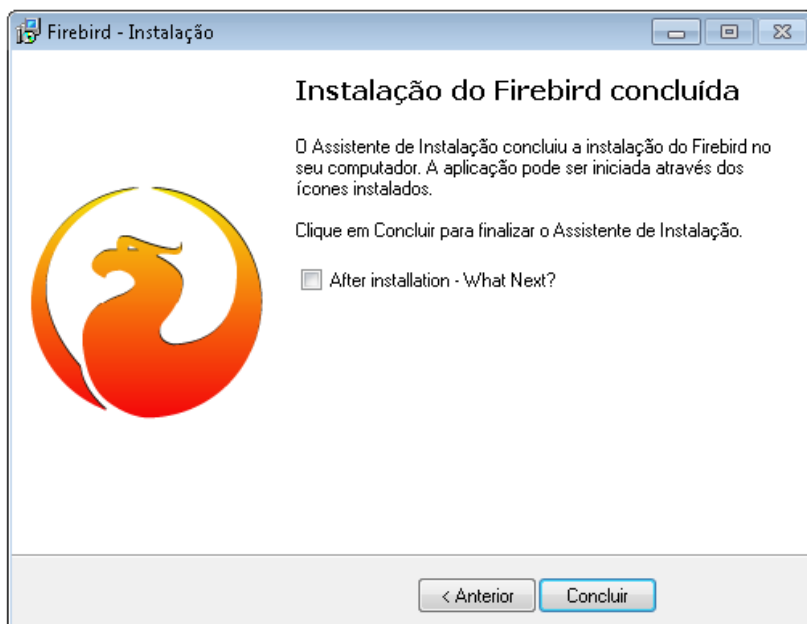 Firebird - Instalação
Instalação do Firebird concluída
O Assistente de Instalação concluiu a instalação do Firebird no
seu computador. A aplicação pode ser iniciada através dos
ícones instalados.
Clique em Concluir para finalizar o Assistente de Instalação.
After installation - What Next?
< Anterior
Concluir